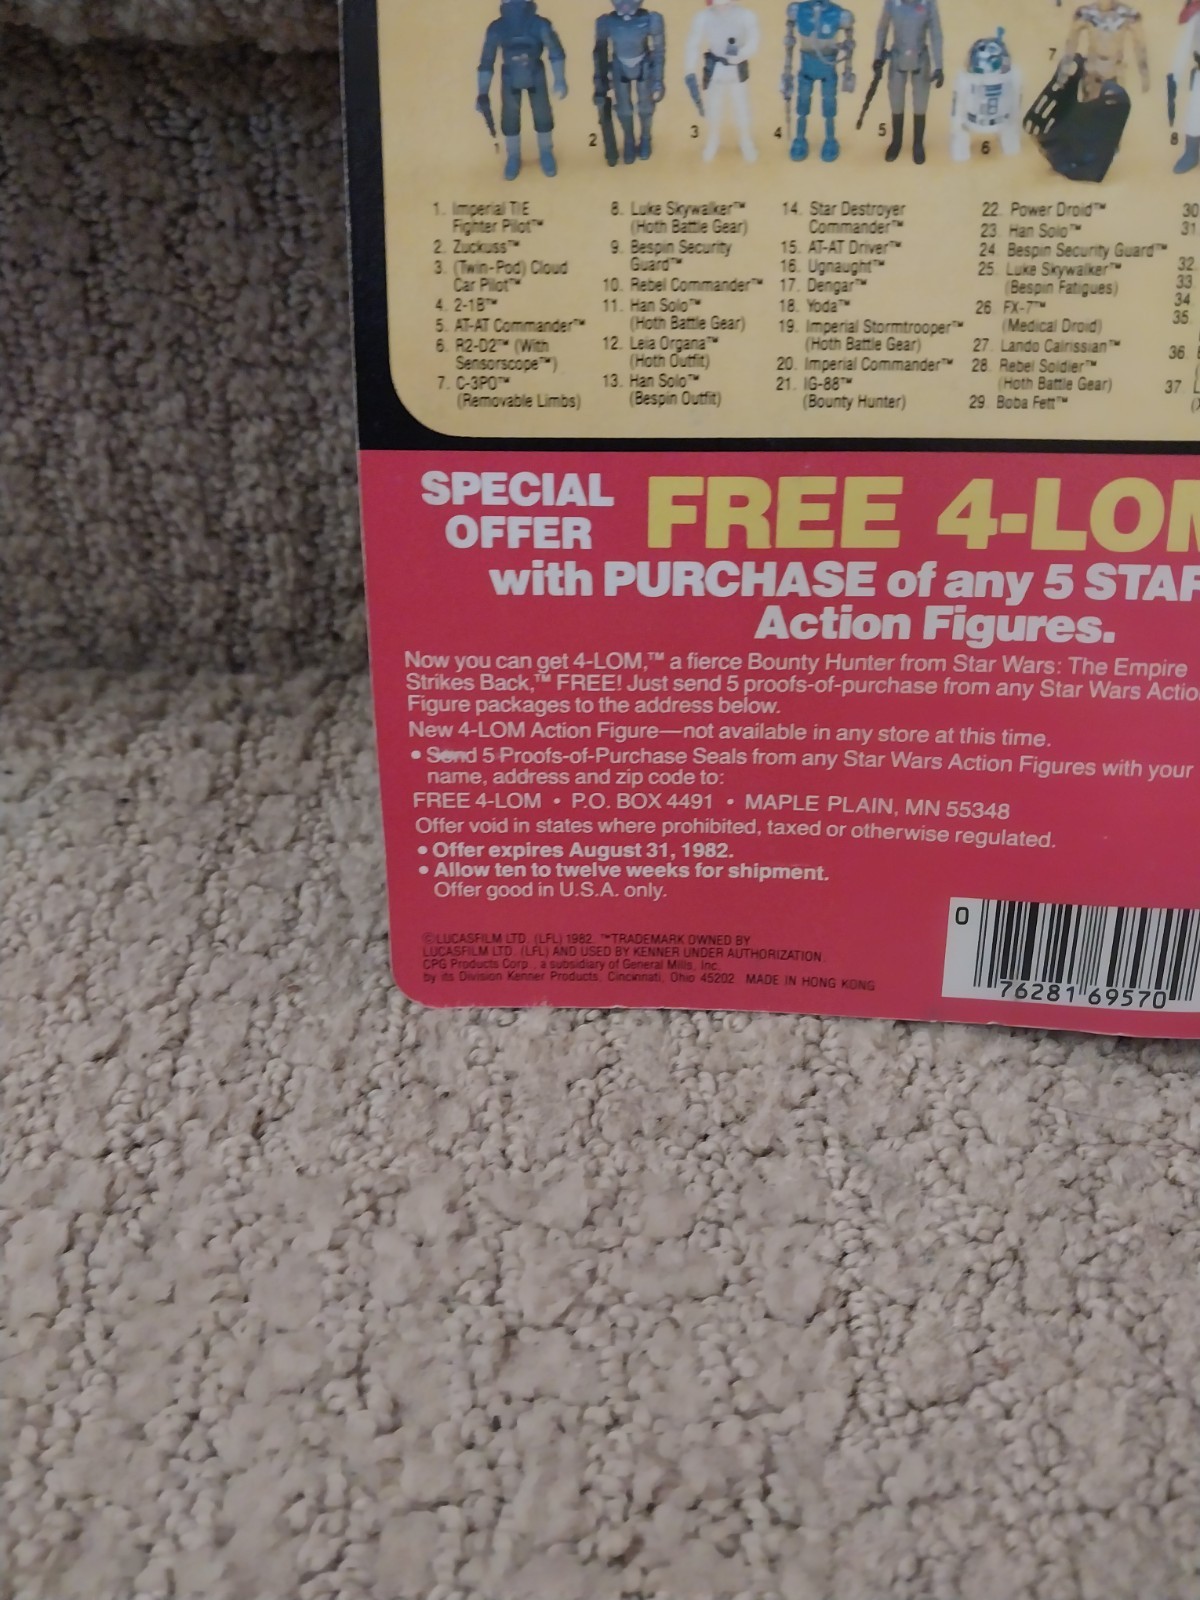 1
2
3
4
5
6
7
8
1. Imperial TIE
Fighter Pilot™
2. Zuckuss™
3. (Twin-Pod) Cloud
Car Pilot™
4. 2-1B™
5. AT-AT Commander™
6. R2-D2™ (With
Sensorscope™)
7. C-3PO™
(Removable Limbs)
8. Luke Skywalker™
(Hoth Battle Gear)
9. Bespin Security
Guard™
10. Rebel Commander™
11. Han Solo™
(Hoth Battle Gear)
12. Leia Organa™
(Hoth Outfit)
13. Han Solo™
(Bespin Outfit)
14. Star Destroyer
Commander™
15. AT-AT Driver™
16. Ugnaught™
17. Dengar™
18. Yoda™
19. Imperial Stormtrooper™
(Hoth Battle Gear)
20. Imperial Commander™
21. IG-88™
(Bounty Hunter)
22. Power Droid™
23. Han Solo™
24. Bespin Security Guard™
25. Luke Skywalker™
(Bespin Fatigues)
26. FX-7™
(Medical Droid)
27. Lando Calrissian™
28. Rebel Soldier™
(Hoth Battle Gear)
29. Boba Fett™
30
31
32.
33
34
35.
36.
37.
SPECIAL
OFFER
FREE 4-LOM
with PURCHASE of any 5 STAR
Action Figures.
Now you can get 4-LOM,™ a fierce Bounty Hunter from Star Wars: The Empire
Strikes Back,™ FREE! Just send 5 proofs-of-purchase from any Star Wars Actio
Figure packages to the address below.
New 4-LOM Action Figure—not available in any store at this time.
• Send 5 Proofs-of-Purchase Seals from any Star Wars Action Figures with your
name, address and zip code to:
FREE 4-LOM • P.O. BOX 4491 • MAPLE PLAIN, MN 55348
Offer void in states where prohibited, taxed or otherwise regulated.
• Offer expires August 31, 1982.
• Allow ten to twelve weeks for shipment.
Offer good in U.S.A. only.
©LUCASFILM LTD. (LFL) 1982. ™TRADEMARK OWNED BY
LUCASFILM LTD. (LFL) AND USED BY KENNER UNDER AUTHORIZATION.
CPG Products Corp., a subsidiary of General Mills, Inc.,
by its Division Kenner Products, Cincinnati, Ohio 45202. MADE IN HONG KONG
0 76281 69570